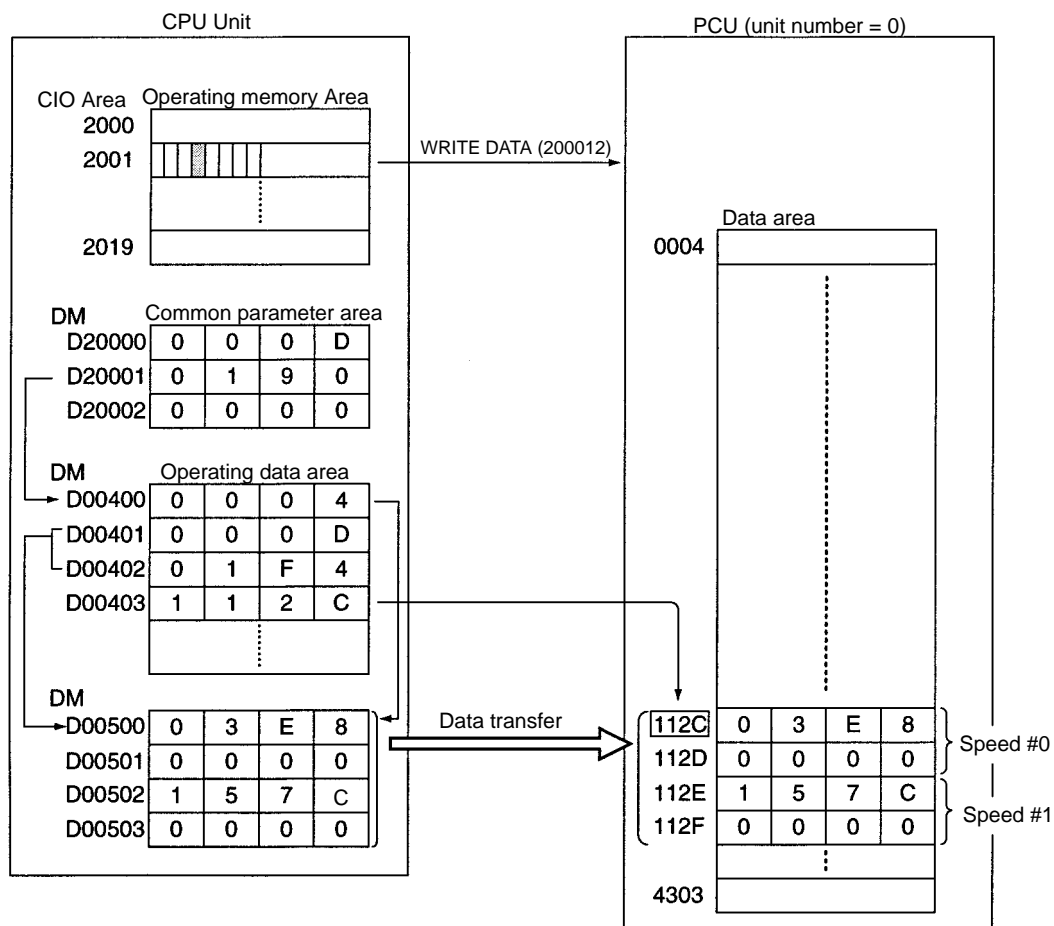 CPU Unit
PCU (unit number = 0)
CIO Area Operating memory Area
2000
2001
WRITE DATA (200012)
2019
Data area
0004
DM Common parameter area
D20000 0 0 0 D
D20001 0 1 9 0
D20002 0 0 0 0
DM Operating data area
D00400 0 0 0 4
D00401 0 0 0 D
D00402 0 1 F 4
D00403 1 1 2 C
DM
D00500 0 3 E 8
D00501 0 0 0 0
D00502 1 5 7 C
D00503 0 0 0 0
Data transfer
112C 0 3 E 8
112D 0 0 0 0
Speed #0
112E 1 5 7 C
112F 0 0 0 0
Speed #1
4303